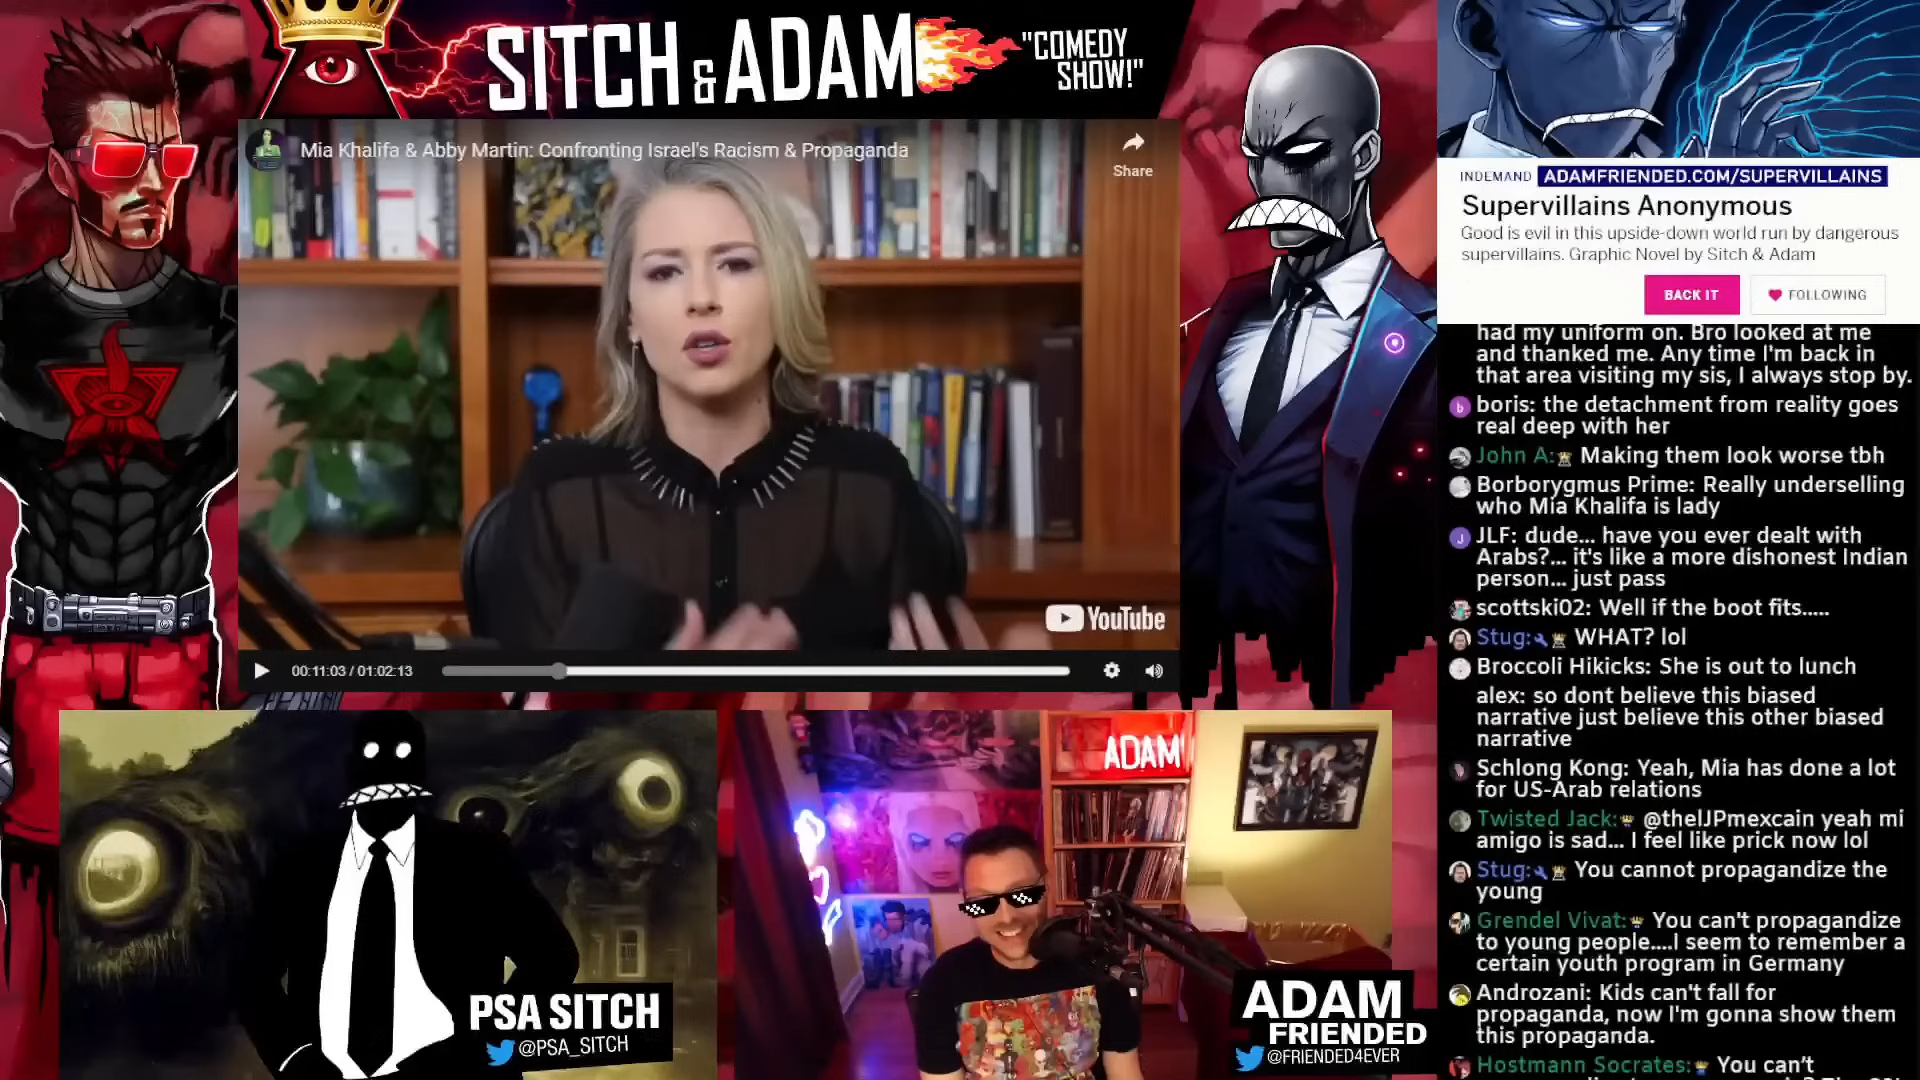 SITCH & ADAM
"COMEDY
SHOW!"
Mia Khalifa & Abby Martin: Confronting Israel's Racism & Propaganda
Share
YouTube
00:11:03 / 01:02:13
ADAM
PSA SITCH
@PSA_SITCH
ADAM
FRIENDED
@FRIENDED4EVER
INDEMAND ADAMFRIENDED.COM/SUPERVILLAINS
Supervillains Anonymous
Good is evil in this upside-down world run by dangerous
supervillains. Graphic Novel by Sitch & Adam
BACK IT
FOLLOWING
had my uniform on. Bro looked at me
and thanked me. Any time I'm back in
that area visiting my sis, I always stop by.
b boris: the detachment from reality goes
real deep with her
John A: Making them look worse tbh
Borborygmus Prime: Really underselling
who Mia Khalifa is lady
J JLF: dude... have you ever dealt with
Arabs?... it's like a more dishonest Indian
person... just pass
scottski02: Well if the boot fits.....
Stug: WHAT? lol
Broccoli Hikicks: She is out to lunch
alex: so dont believe this biased
narrative just believe this other biased
narrative
Schlong Kong: Yeah, Mia has done a lot
for US-Arab relations
Twisted Jack: @thelJPmexcain yeah mi
amigo is sad... I feel like prick now lol
Stug: You cannot propagandize the
young
Grendel Vivat: You can't propagandize
to young people....I seem to remember a
certain youth program in Germany
Androzani: Kids can't fall for
propaganda, now I'm gonna show them
this propaganda.
Hostmann Socrates: You can't